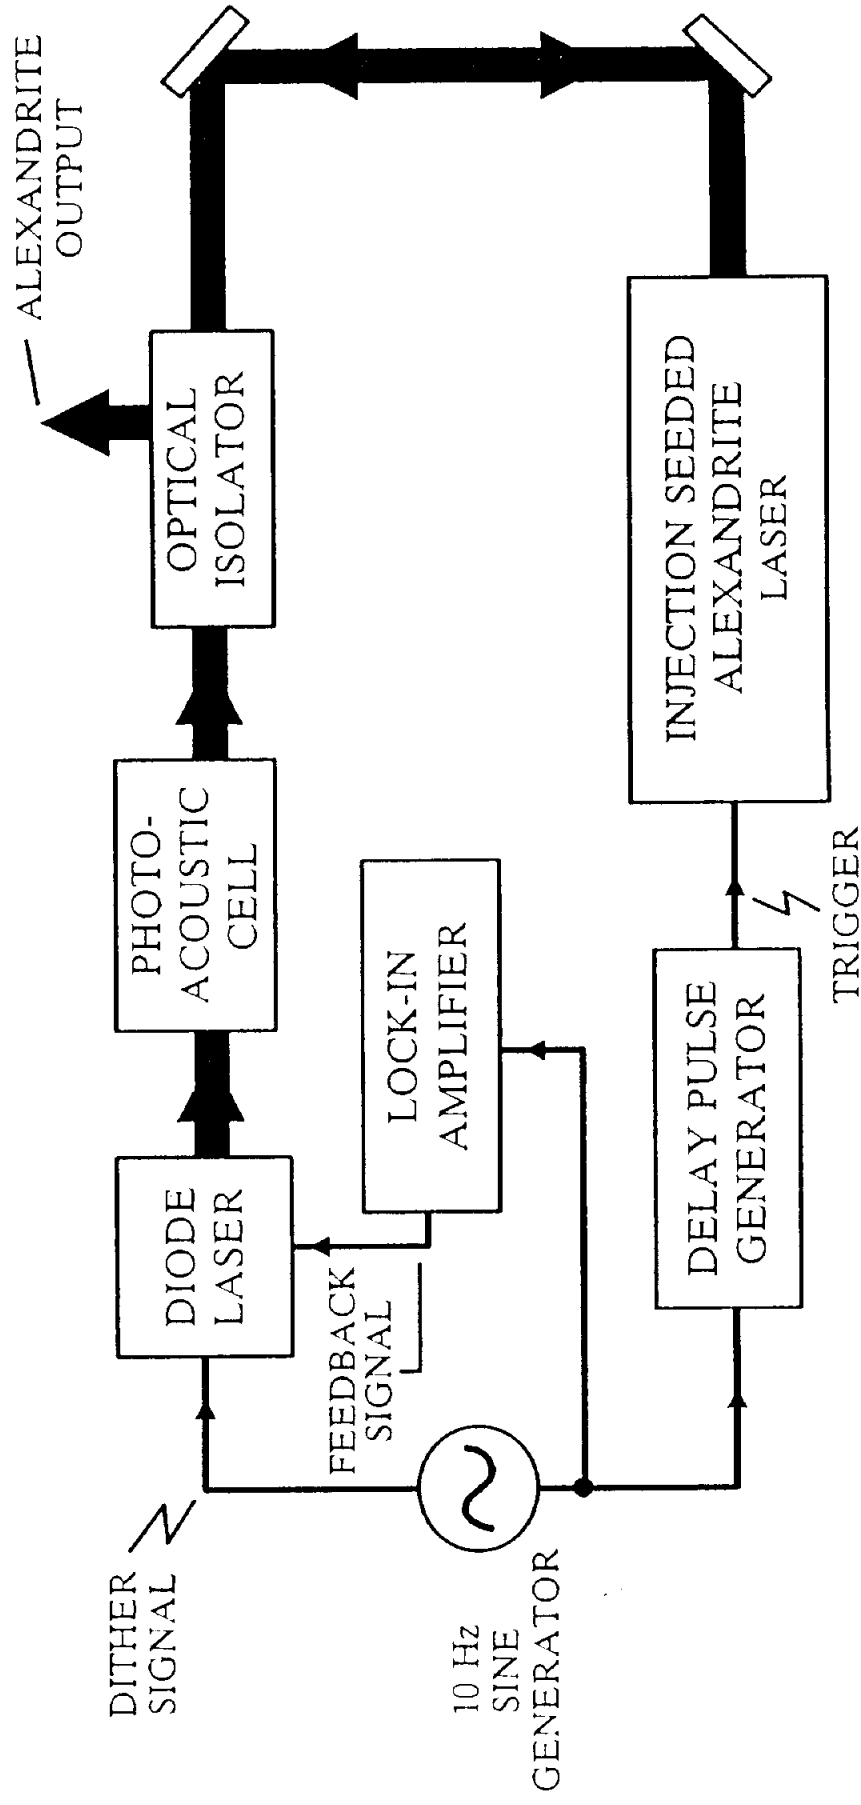 ALEXANDRITE
OUTPUT
OPTICAL
ISOLATOR
INJECTION SEEDED
ALEXANDRITE
LASER
PHOTO-
ACOUSTIC
CELL
LOCK-IN
AMPLIFIER
DIODE
LASER
FEEDBACK
SIGNAL
DELAY PULSE
GENERATOR
TRIGGER
DITHER
SIGNAL
10 Hz
SINE
GENERATOR